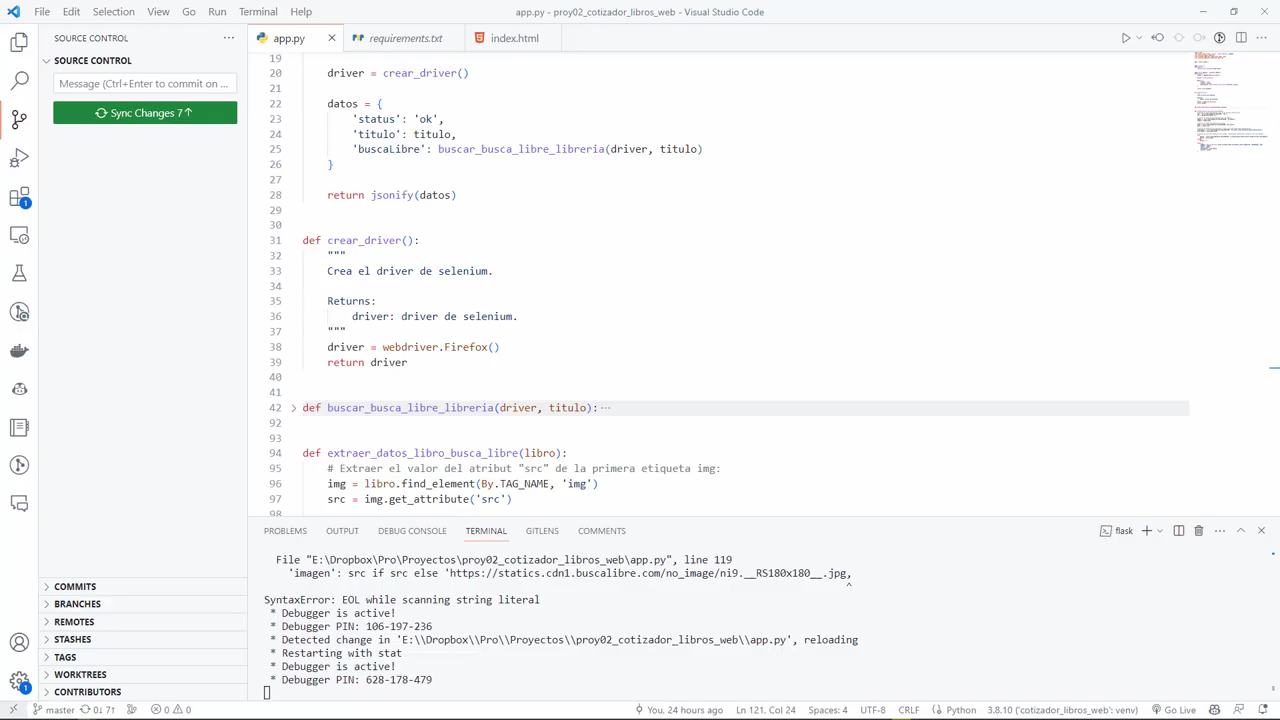 File Edit Selection View Go Run Terminal Help
app.py - proy02_cotizador_libros_web - Visual Studio Code
SOURCE CONTROL
SOURCE CONTROL
Message (Ctrl+Enter to commit on ...
Sync Changes 7↑
app.py
requirements.txt
index.html
19
20 driver = crear_driver()
21
22 datos = {
23 'status': 'ok',
24 'titulo': titulo,
25 'buscaLibre': buscar_busca_libre_libreria(driver, titulo)
26 }
27
28 return jsonify(datos)
29
30
31 def crear_driver():
32 """
33 Crea el driver de selenium.
34
35 Returns:
36 driver: driver de selenium.
37 """
38 driver = webdriver.Firefox()
39 return driver
40
41
42 def buscar_busca_libre_libreria(driver, titulo): ...
92
93
94 def extraer_datos_libro_busca_libre(libro):
95 # Extraer el valor del atribut "src" de la primera etiqueta img:
96 img = libro.find_element(By.TAG_NAME, 'img')
97 src = img.get_attribute('src')
98
PROBLEMS OUTPUT DEBUG CONSOLE TERMINAL GITLENS COMMENTS
flask
File "E:\Dropbox\Pro\Proyectos\proy02_cotizador_libros_web\app.py", line 119
'imagen': src if src else 'https://statics.cdn1.buscalibre.com/no_image/ni9.__RS180x180__.jpg,
^
SyntaxError: EOL while scanning string literal
* Debugger is active!
* Debugger PIN: 106-197-236
* Detected change in 'E:\\Dropbox\\Pro\\Proyectos\\proy02_cotizador_libros_web\\app.py', reloading
* Restarting with stat
* Debugger is active!
* Debugger PIN: 628-178-479
COMMITS
BRANCHES
REMOTES
STASHES
TAGS
WORKTREES
CONTRIBUTORS
1
1
master 0↓ 7↑ 0 0 You, 24 hours ago Ln 121, Col 24 Spaces: 4 UTF-8 CRLF Python 3.8.10 ('cotizador_libros_web': venv) Go Live